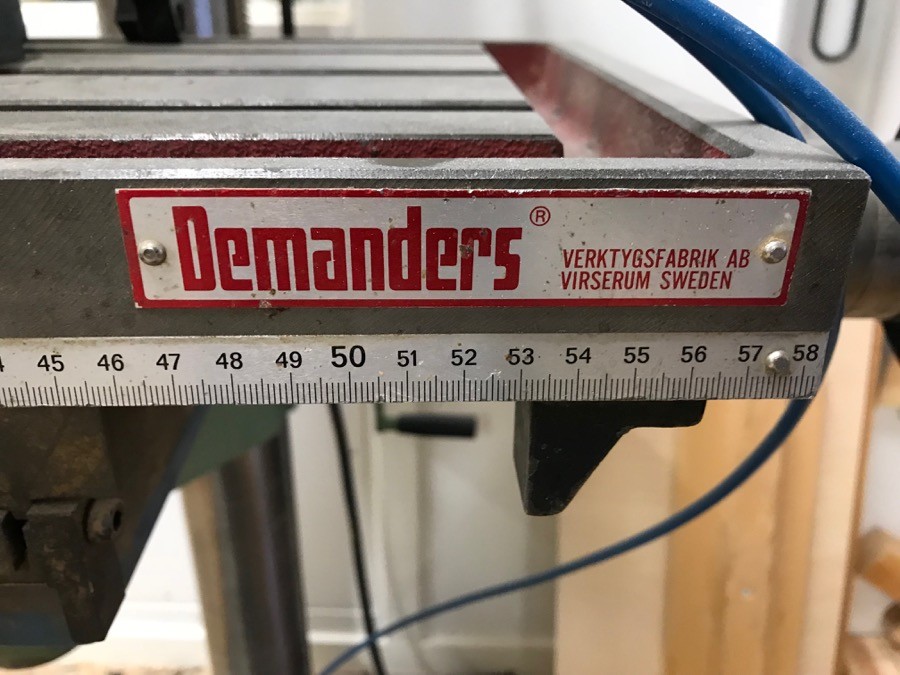 Demanders®
VERKTYGSFABRIK AB
VIRSERUM SWEDEN
45 46 47 48 49 50 51 52 53 54 55 56 57 58